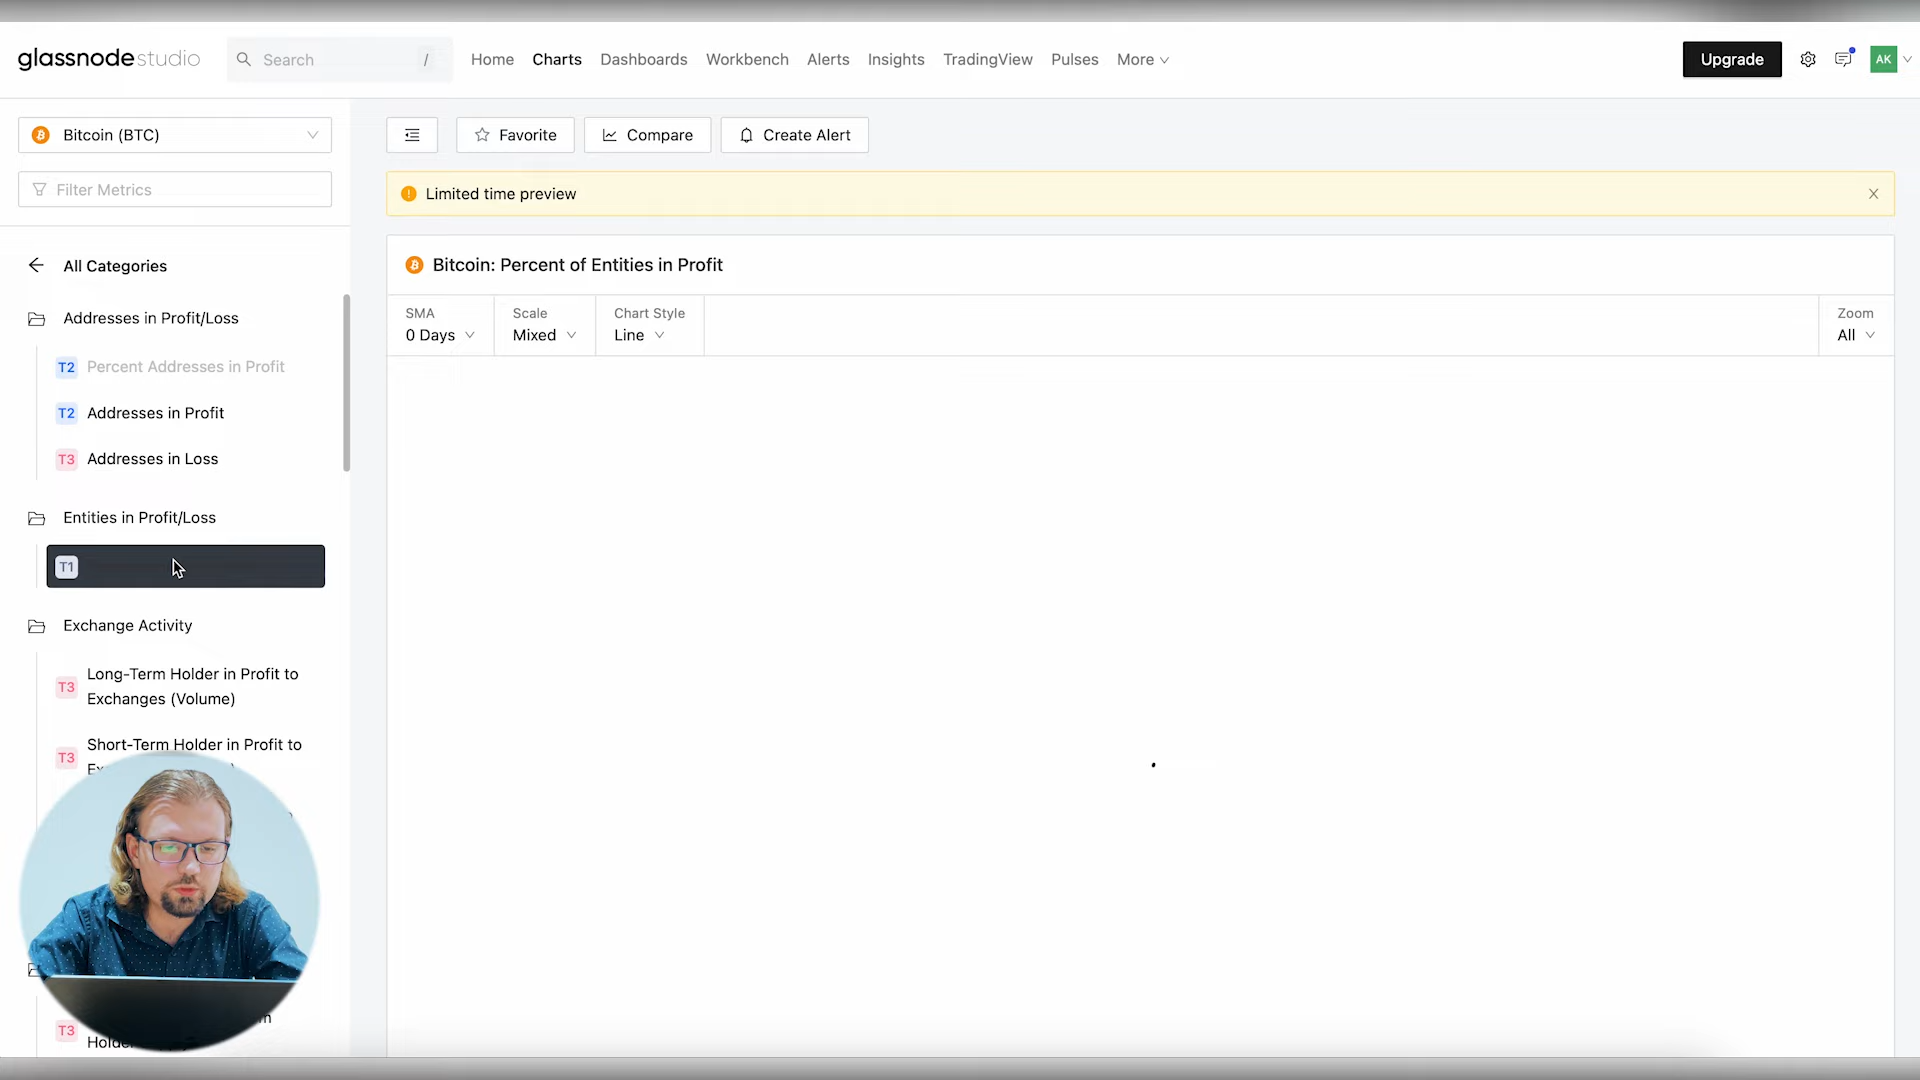 glassnodestudio
Search /
Home Charts Dashboards Workbench Alerts Insights TradingView Pulses More
Upgrade
AK
Bitcoin (BTC)
Filter Metrics
All Categories
Addresses in Profit/Loss
T2 Percent Addresses in Profit
T2 Addresses in Profit
T3 Addresses in Loss
Entities in Profit/Loss
T1
Exchange Activity
T3 Long-Term Holder in Profit to
Exchanges (Volume)
T3 Short-Term Holder in Profit to
T3
Favorite Compare Create Alert
Limited time preview
Bitcoin: Percent of Entities in Profit
SMA Scale Chart Style Zoom
0 Days Mixed Line All